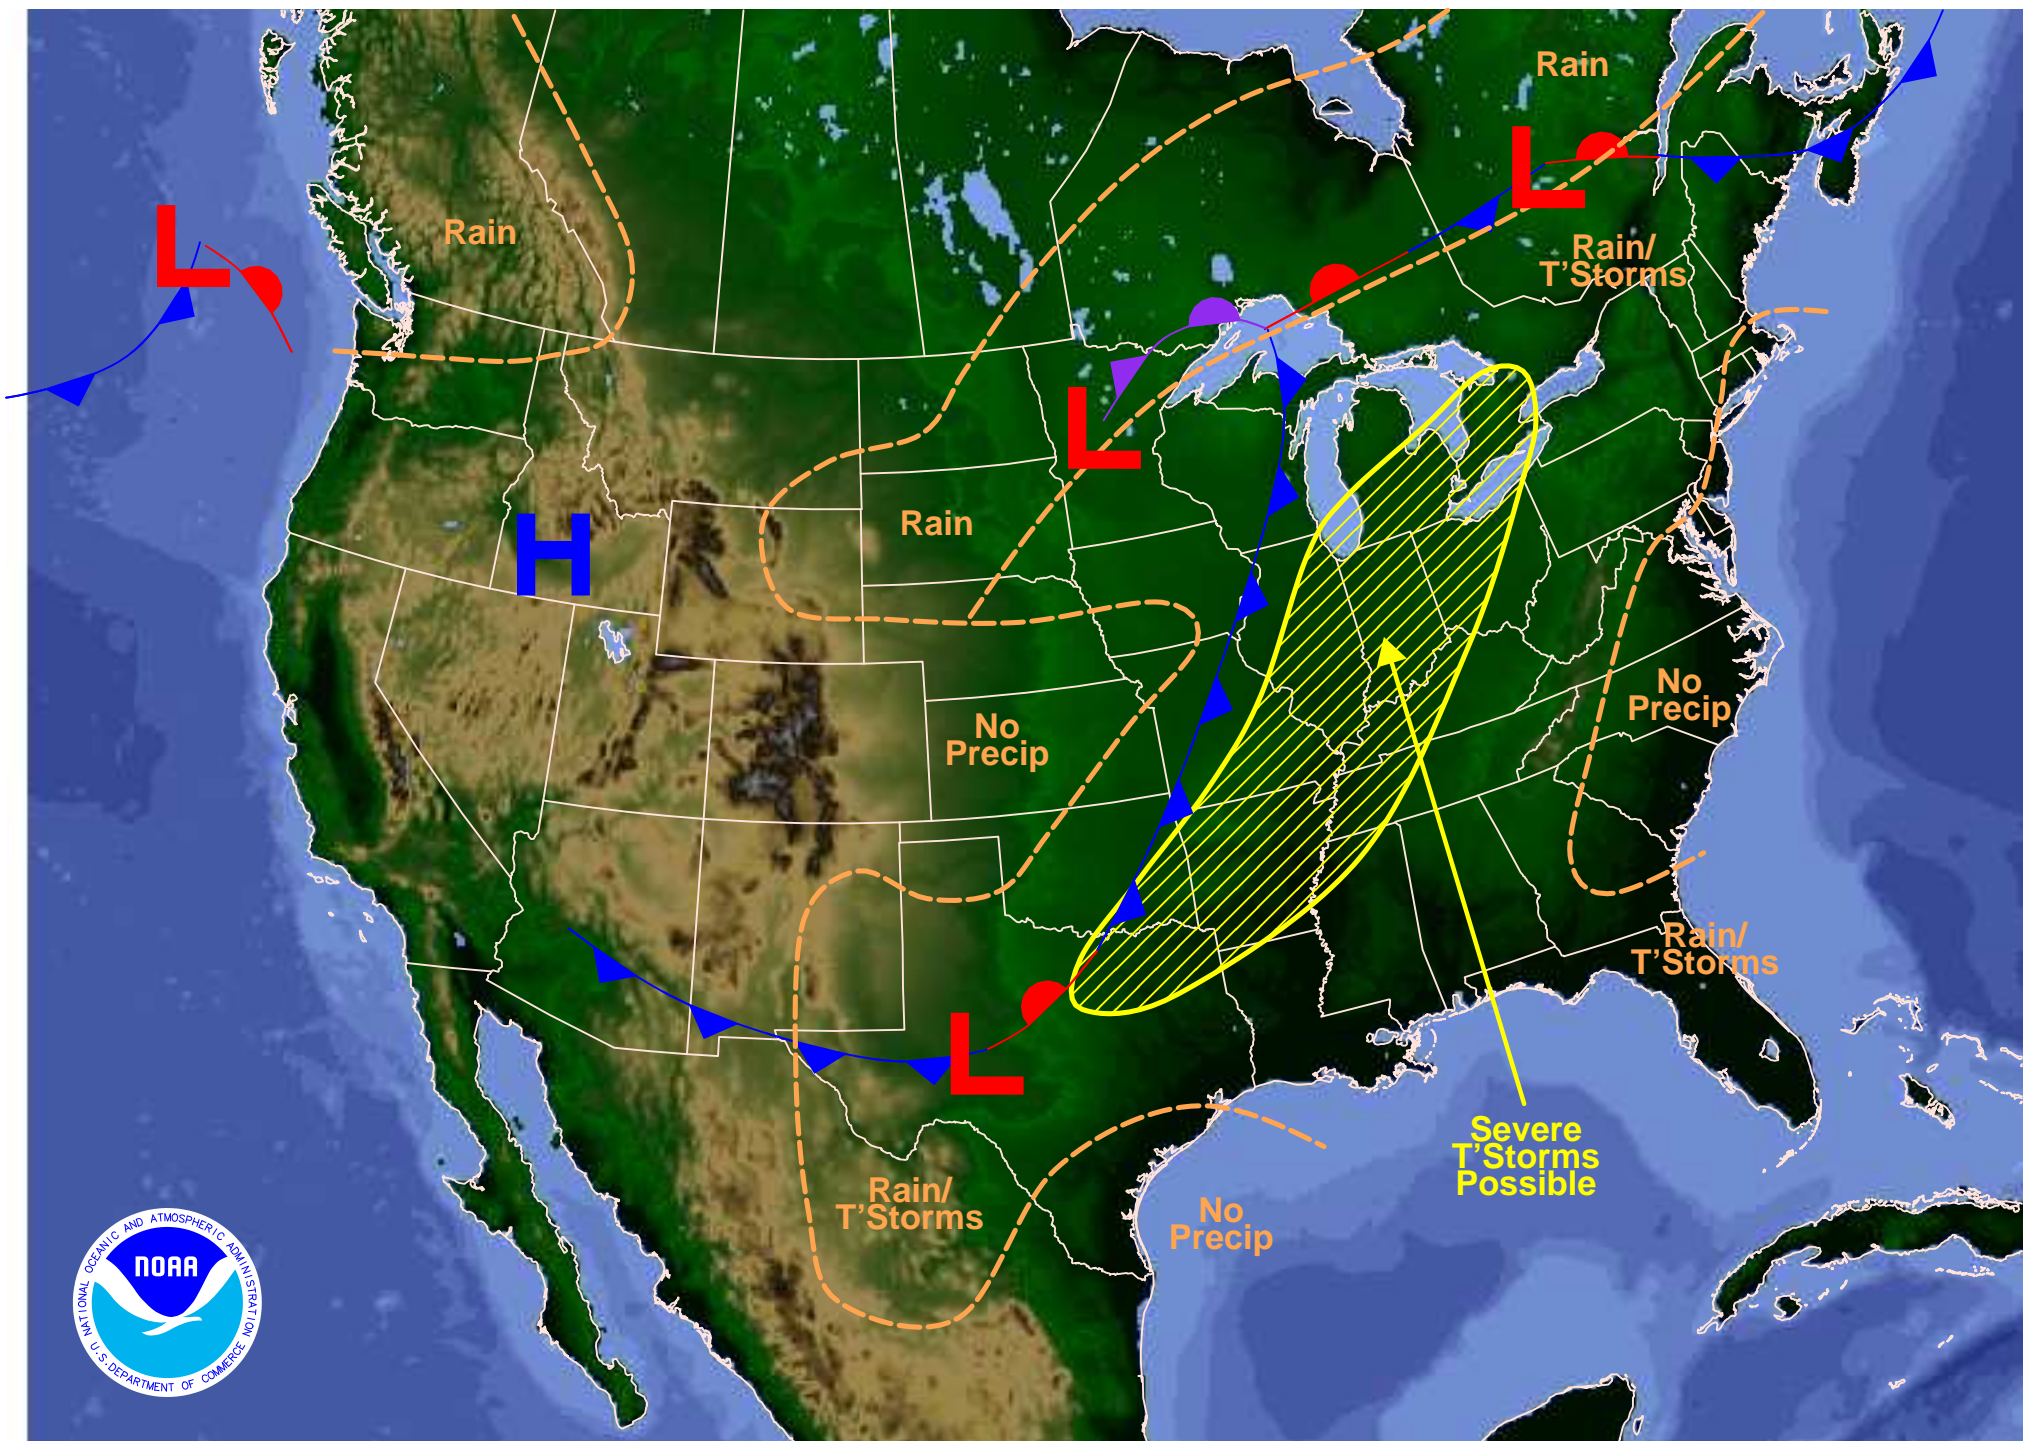 Rain
L
Rain
L
Rain/
T'Storms
L
H
Rain
No
Precip
No
Precip
Rain/
T'Storms
L
Severe
T'Storms
Possible
Rain/
T'Storms
No
Precip
NATIONAL OCEANIC AND ATMOSPHERIC ADMINISTRATION
NOAA
U.S. DEPARTMENT OF COMMERCE